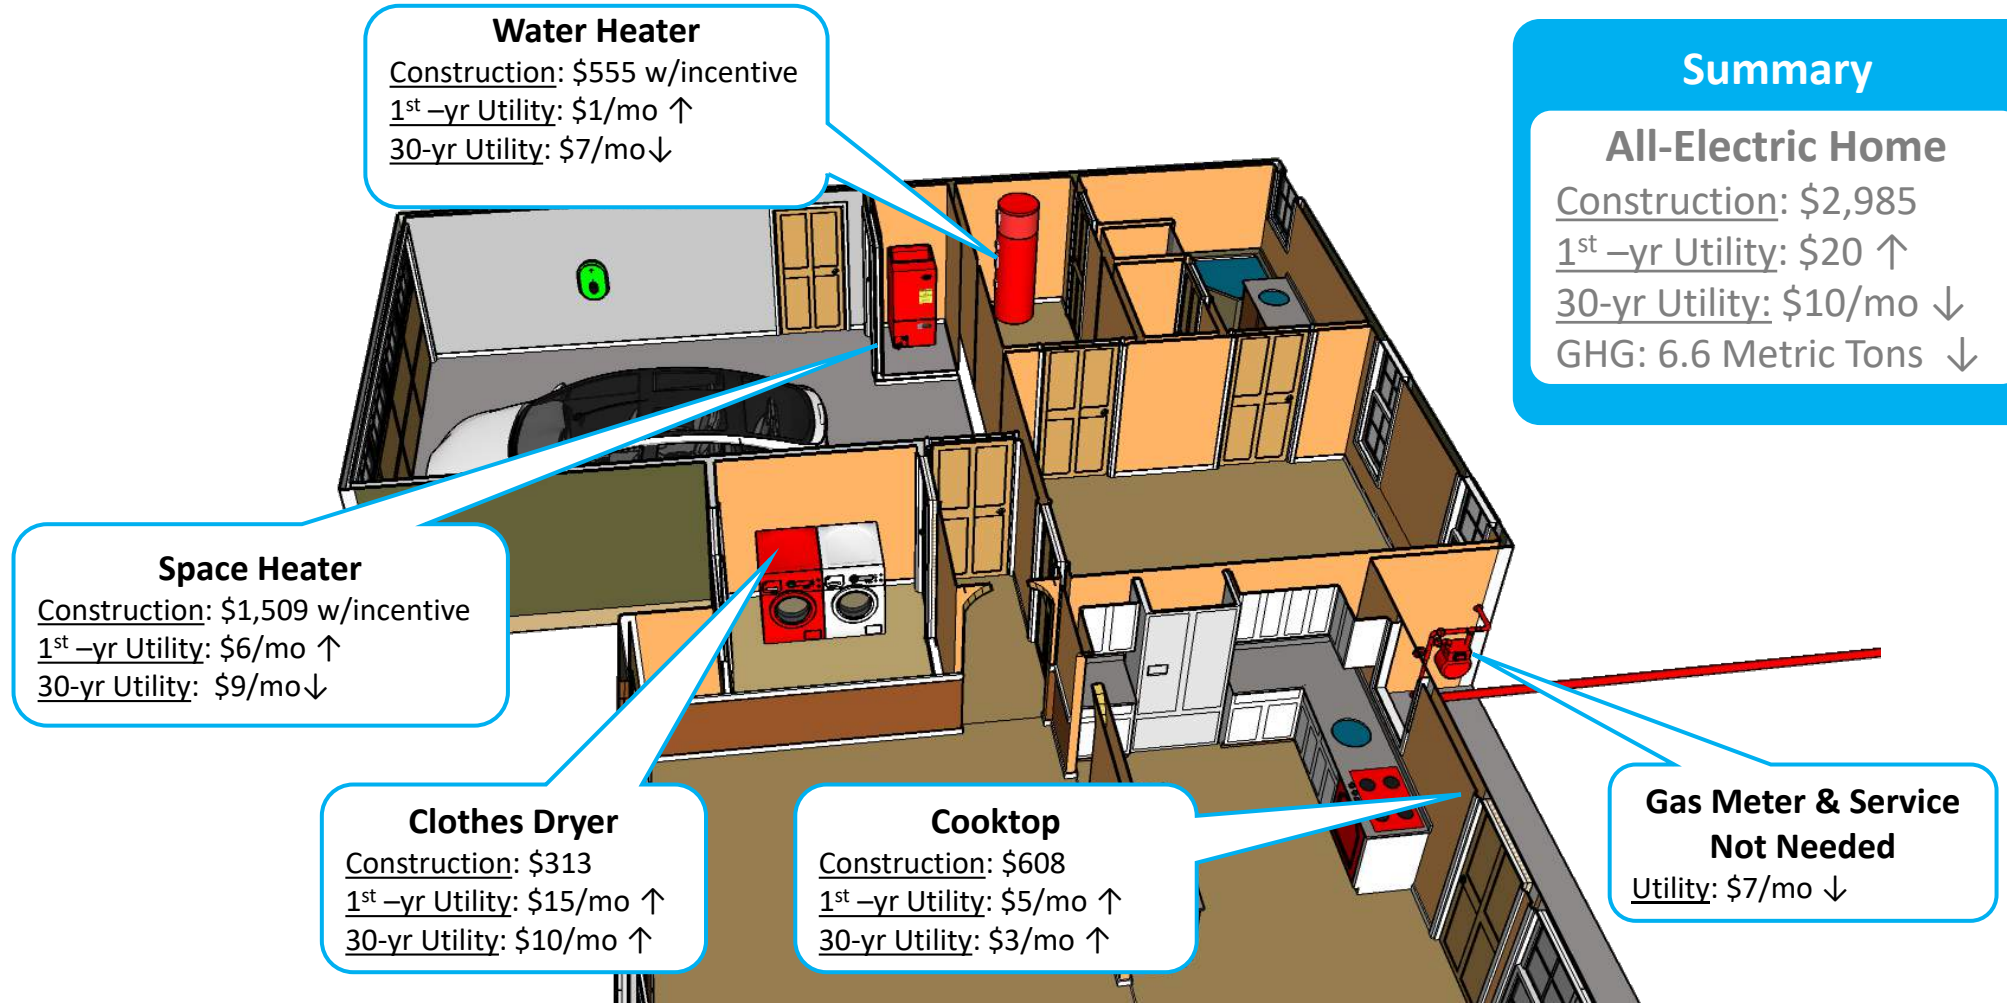 Water Heater
Construction: $555 w/incentive
1st –yr Utility: $1/mo ↑
30-yr Utility: $7/mo↓
Summary
All-Electric Home
Construction: $2,985
1st –yr Utility: $20 ↑
30-yr Utility: $10/mo ↓
GHG: 6.6 Metric Tons ↓
Space Heater
Construction: $1,509 w/incentive
1st –yr Utility: $6/mo ↑
30-yr Utility: $9/mo↓
Clothes Dryer
Construction: $313
1st –yr Utility: $15/mo ↑
30-yr Utility: $10/mo ↑
Cooktop
Construction: $608
1st –yr Utility: $5/mo ↑
30-yr Utility: $3/mo ↑
Gas Meter & Service
Not Needed
Utility: $7/mo ↓